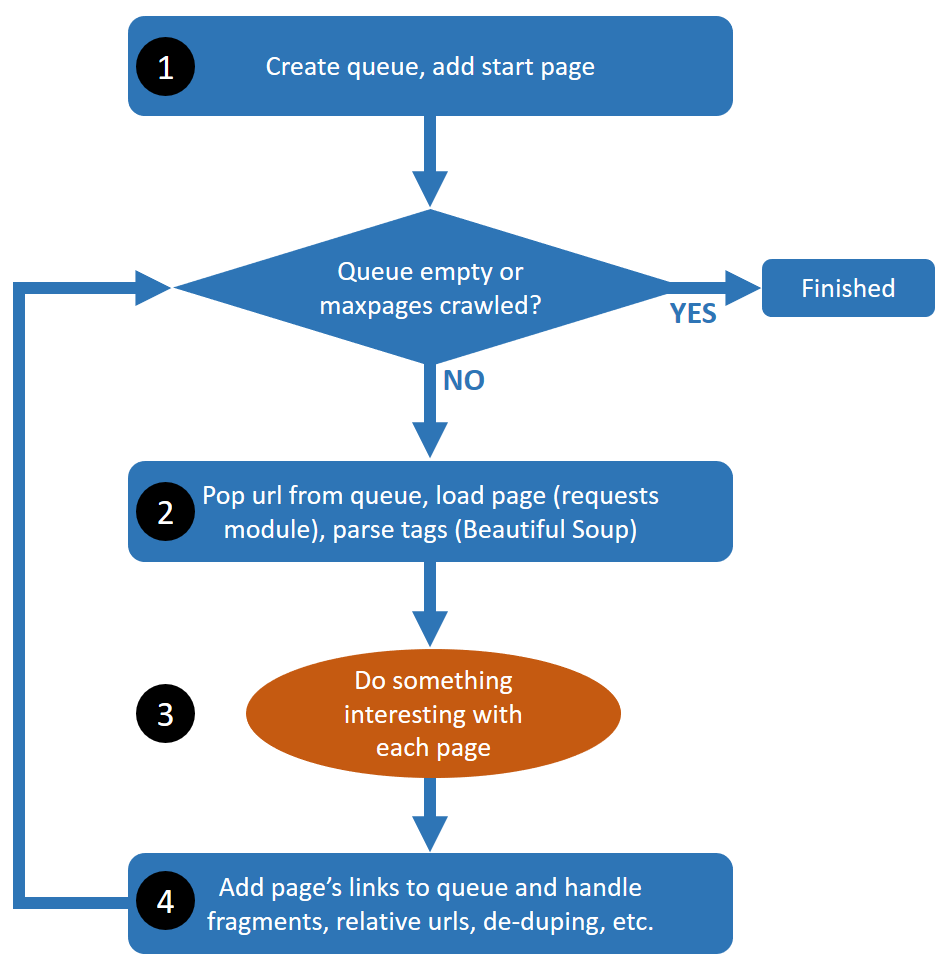 1
Create queue, add start page
Queue empty or
maxpages crawled?
YES
Finished
NO
2
Pop url from queue, load page (requests
module), parse tags (Beautiful Soup)
3
Do something
interesting with
each page
4
Add page’s links to queue and handle
fragments, relative urls, de-duping, etc.